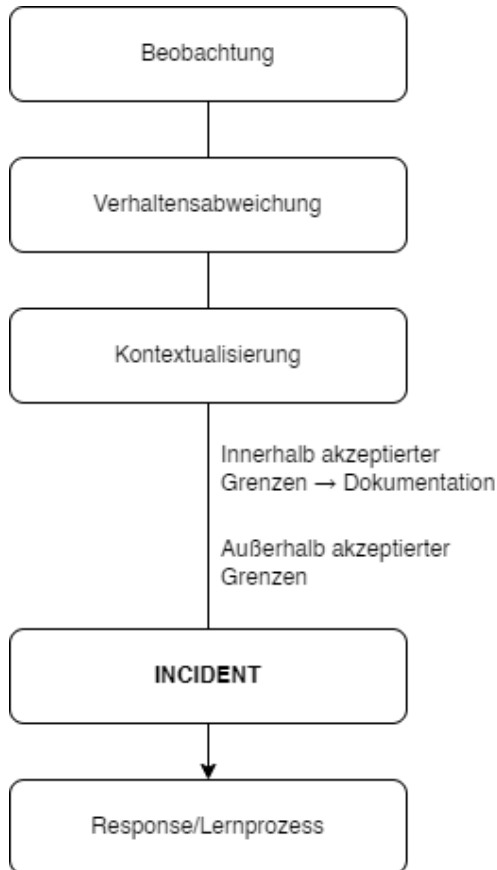 Beobachtung
Verhaltensabweichung
Kontextualisierung
Innerhalb akzeptierter
Grenzen → Dokumentation
Außerhalb akzeptierter
Grenzen
INCIDENT
Response/Lernprozess